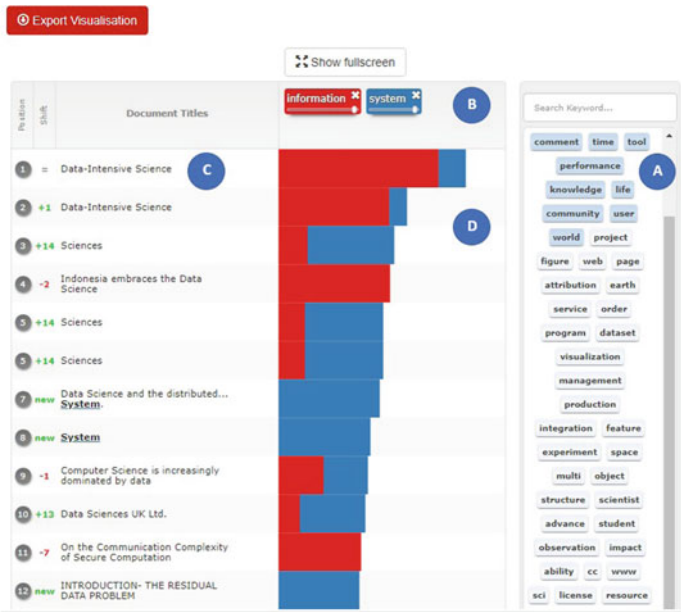 Export Visualisation
Show fullscreen
Position
Shift
Document Titles
information ×
system ×
B
Search Keyword...
1 = Data-Intensive Science
C
2 +1 Data-Intensive Science
D
3 +14 Sciences
4 -2 Indonesia embraces the Data
Science
5 +14 Sciences
5 +14 Sciences
7 new Data Science and the distributed...
System.
8 new System
9 -1 Computer Science is increasingly
dominated by data
10 +13 Data Sciences UK Ltd.
11 -7 On the Communication Complexity
of Secure Computation
12 new INTRODUCTION- THE RESIDUAL
DATA PROBLEM
comment time tool
performance
A
knowledge life
community user
world project
figure web page
attribution earth
service order
program dataset
visualization
management
production
integration feature
experiment space
multi object
structure scientist
advance student
observation impact
ability cc www
sci license resource